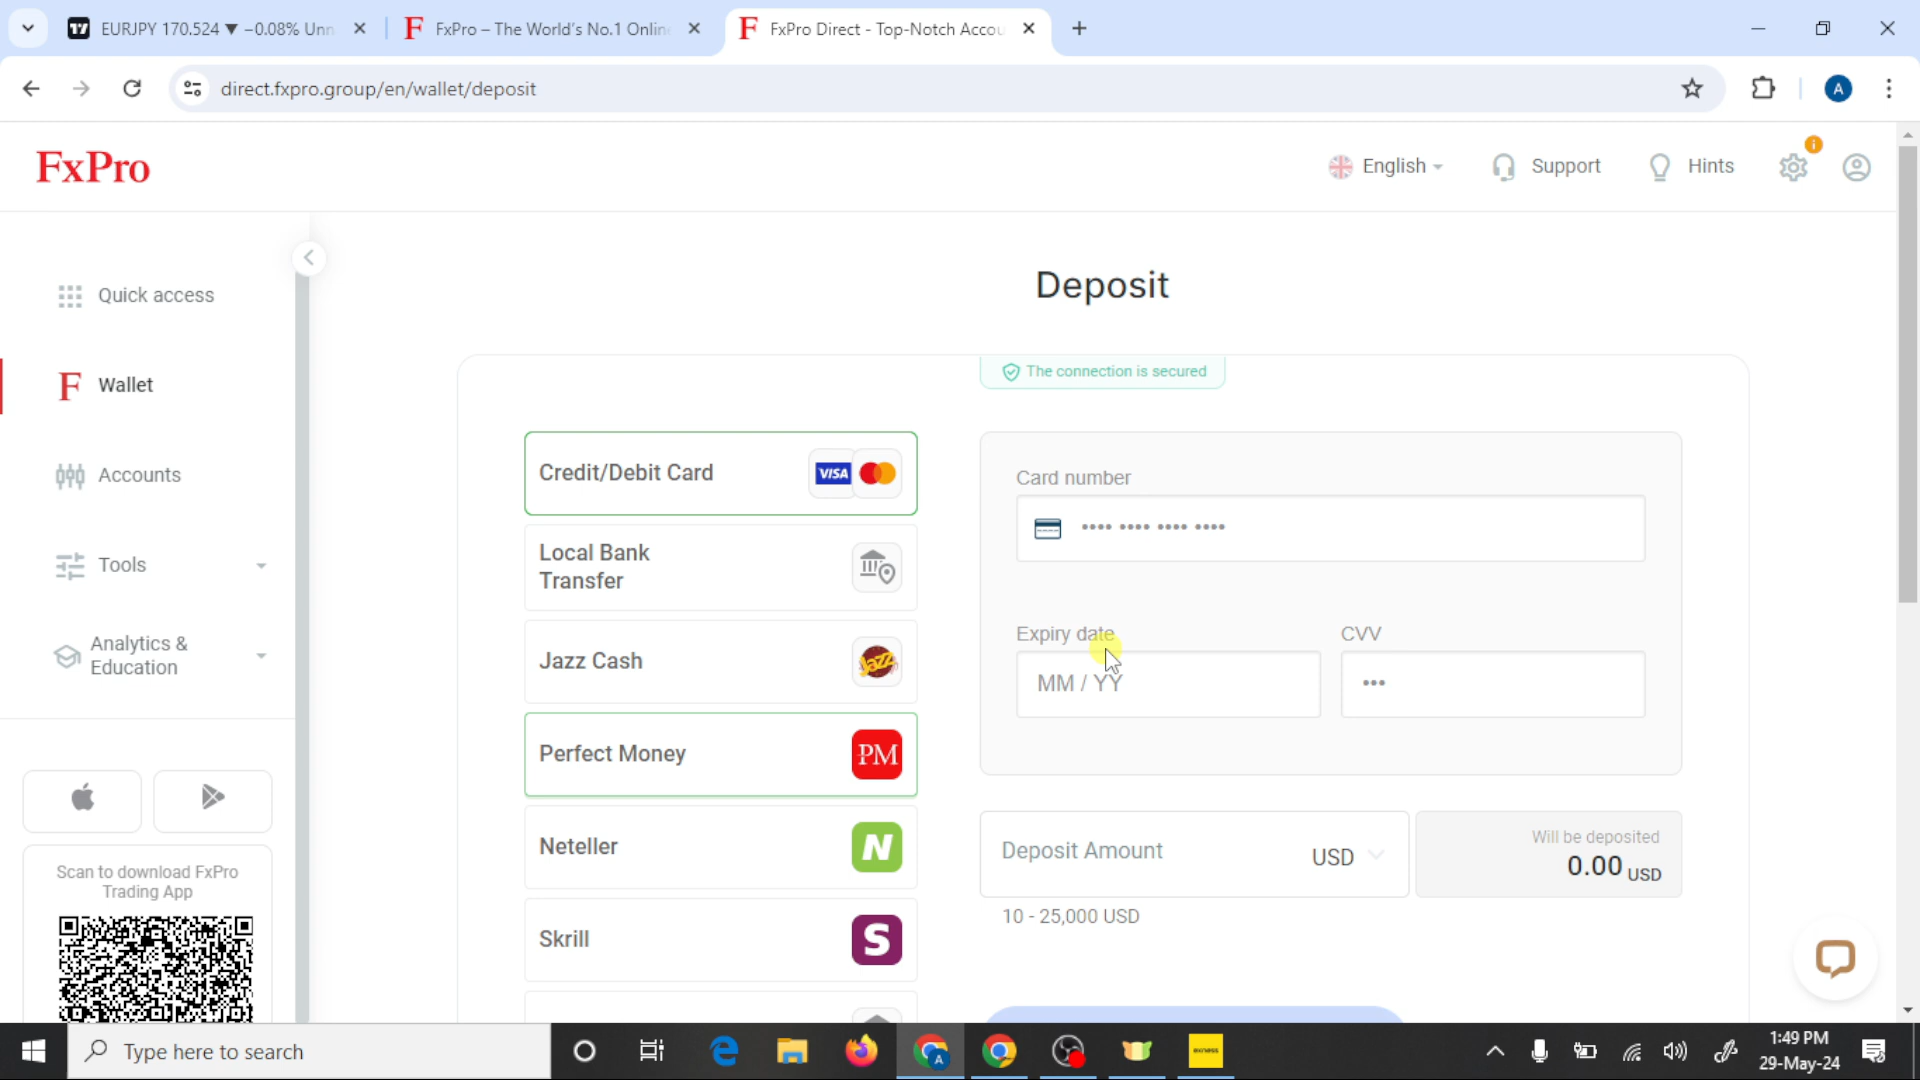 EURJPY 170.524 ▼ −0.08% Unn
FxPro – The World's No.1 Onlin
FxPro Direct - Top-Notch Accou
direct.fxpro.group/en/wallet/deposit
A
FxPro
English
Support
Hints
Quick access
F Wallet
Accounts
Tools
Analytics &
Education
Scan to download FxPro
Trading App
Deposit
The connection is secured
Credit/Debit Card
VISA
Local Bank
Transfer
Jazz Cash
Jazz
Perfect Money
PM
Neteller
N
Skrill
S
Card number
•••• •••• •••• ••••
Expiry date
CVV
MM / YY
•••
Deposit Amount
USD
Will be deposited
0.00 USD
10 - 25,000 USD
Type here to search
A
exness
1:49 PM
29-May-24